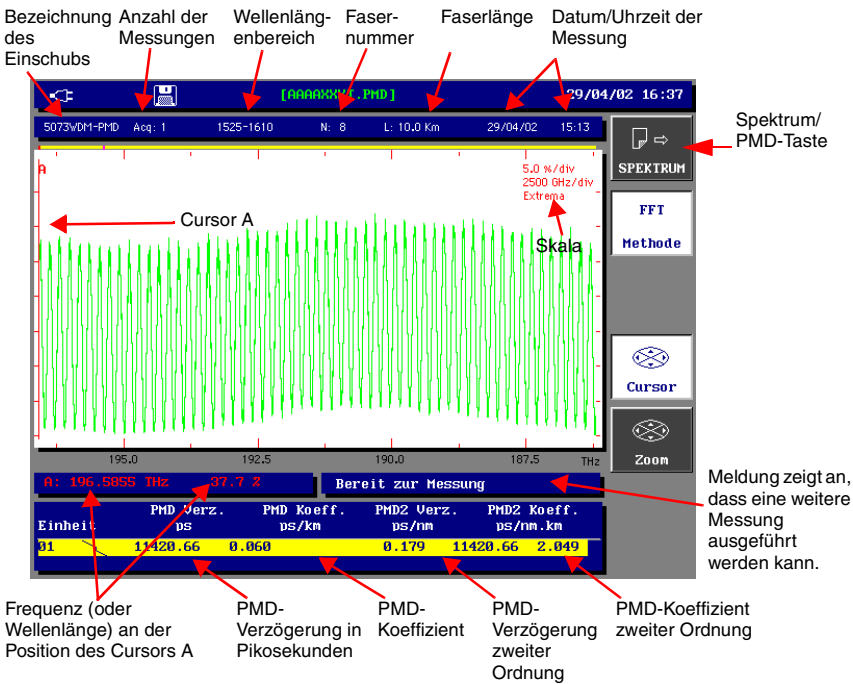 Bezeichnung des Einschubs
Anzahl der Messungen
Wellenläng-enbereich
Faser-nummer
Faserlänge
Datum/Uhrzeit der Messung
29/04/02 16:37
5073WDM-PMD Acq: 1 1525-1610 N: 8 L: 10.0 Km 29/04/02 15:13
Spektrum/
PMD-Taste
SPEKTRUM
A
5.0 %/div
2500 GHz/div
Extrema
Cursor A
Skala
FFT
Methode
Cursor
Zoom
195.0 192.5 190.0 187.5 THz
A: 196.5855 THz 37.7 %
Bereit zur Messung
Meldung zeigt an,
dass eine weitere
Messung
ausgeführt
werden kann.
PMD Verz. PMD Koeff. PMD2 Verz. PMD2 Koeff.
Einheit ps ps/km ps/nm ps/nm.km
01 11420.66 0.060 0.179 11420.66 2.049
Frequenz (oder
Wellenlänge) an der
Position des Cursors A
PMD-
Verzögerung in
Pikosekunden
PMD-
Koeffizient
PMD-
Verzögerung
zweiter
Ordnung
PMD-Koeffizient
zweiter Ordnung